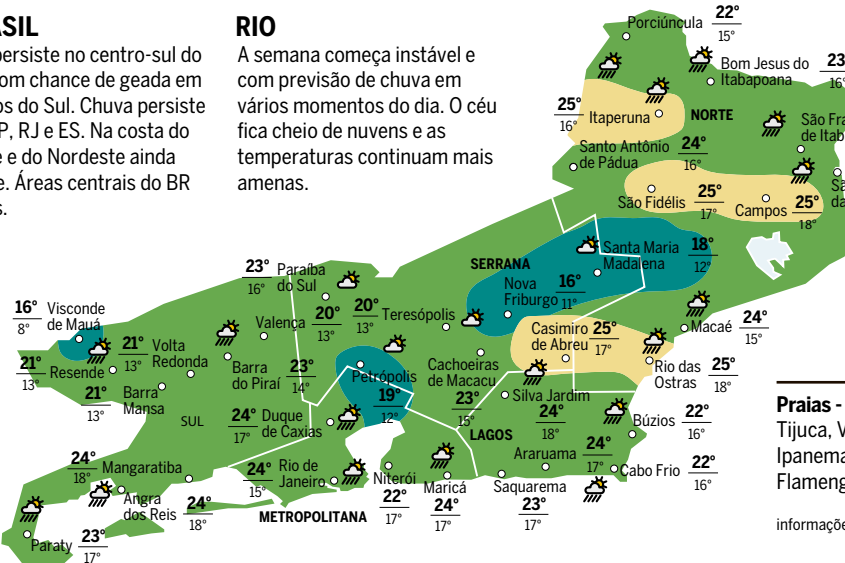 ASIL
persiste no centro-sul do
om chance de geada em
os do Sul. Chuva persiste
P, RJ e ES. Na costa do
e e do Nordeste ainda
e. Áreas centrais do BR
s.
RIO
A semana começa instável e
com previsão de chuva em
vários momentos do dia. O céu
fica cheio de nuvens e as
temperaturas continuam mais
amenas.
Porciúncula 22°
15°
Bom Jesus do
Itabapoana
23
16°
25°
16°
Itaperuna
NORTE
São Fra
de Itab
Santo Antônio
de Pádua
24°
16°
Sã
da
São Fidélis
25°
17°
Campos
25°
18°
SERRANA
Santa Maria
Madalena
18°
12°
Nova
Friburgo
16°
11°
23°
16°
Paraíba
do Sul
16°
8°
Visconde
de Mauá
Valença
20°
13°
20°
13°
Teresópolis
Casimiro
de Abreu
25°
17°
Macaé
24°
15°
21°
13°
Resende
21°
13°
Volta
Redonda
Barra
do Piraí
23°
14°
Petrópolis
19°
12°
Cachoeiras
de Macacu
23°
15°
Rio das
Ostras
25°
18°
21°
13°
Barra
Mansa
Silva Jardim
24°
18°
SUL
24°
17°
Duque
de Caxias
LAGOS
Búzios
22°
16°
Araruama
24°
17°
Cabo Frio
22°
16°
24°
18°
Mangaratiba
24°
15°
Rio de
Janeiro
Niterói
22°
17°
Maricá
24°
17°
Saquarema
23°
17°
Angra
dos Reis
24°
18°
METROPOLITANA
Paraty
23°
17°
Praias -
Tijuca, V
Ipanema
Flameng
informaçõe